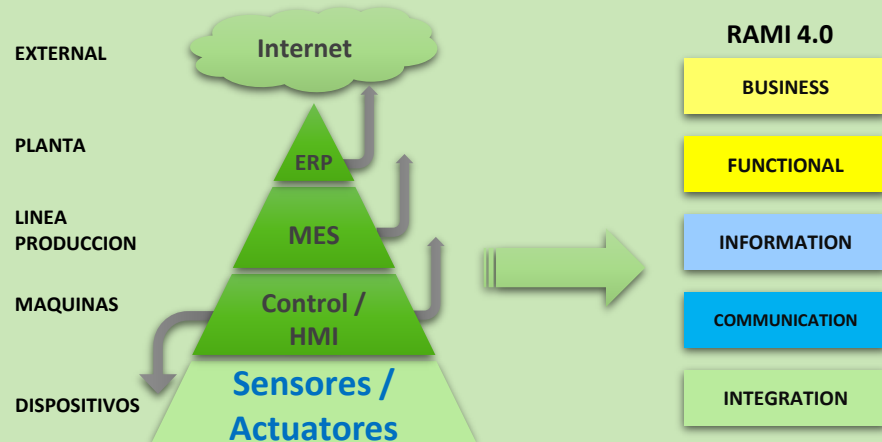 EXTERNAL
PLANTA
LINEA
PRODUCCION
MAQUINAS
DISPOSITIVOS
Internet
ERP
MES
Control /
HMI
Sensores /
Actuatores
RAMI 4.0
BUSINESS
FUNCTIONAL
INFORMATION
COMMUNICATION
INTEGRATION